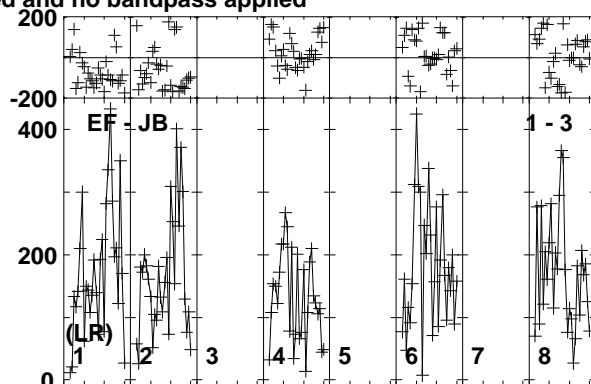 ed and no bandpass applied
200
-200
400
EF - JB 1 - 3
200
(LR)
1 2 3 4 5 6 7 8
0